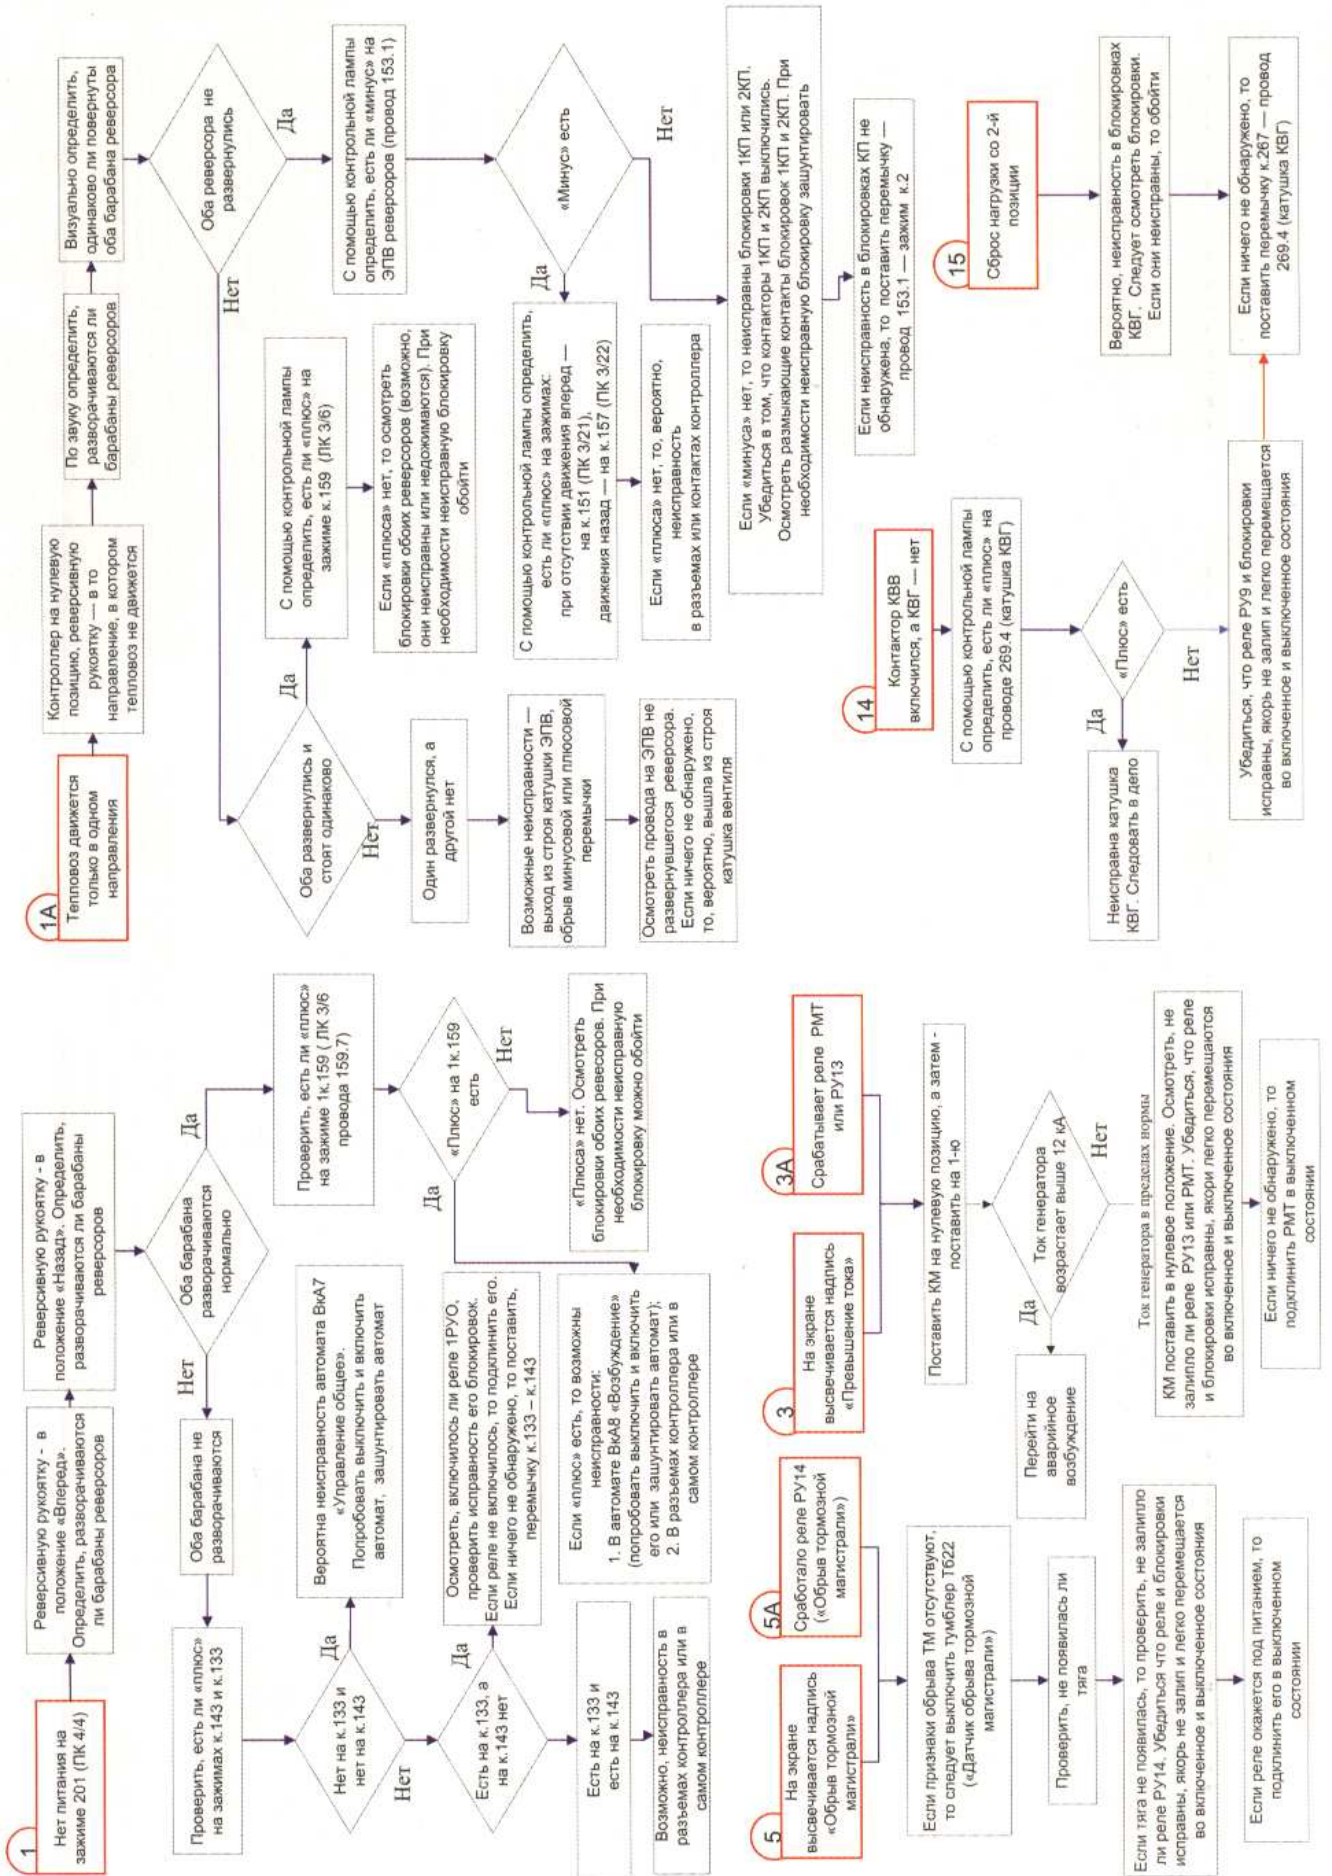 1
Нет питания на
зажиме 201 (ПК 4/4)
Реверсивную рукоятку - в
положение «Вперед».
Определить, разворачиваются
ли барабаны реверсоров
Реверсивную рукоятку - в
положение «Назад». Определить,
разворачиваются ли барабаны
реверсоров
Оба барабана
разворачиваются
нормально
Да
Нет
Оба барабана не
разворачиваются
Проверить, есть ли «плюс»
на зажимах к.143 и к.133
Нет на к.133 и
нет на к.143
Да
Вероятна неисправность автомата ВкА7
«Управление общее».
Попробовать выключить и включить
автомат, зашунтировать автомат
Нет
Есть на к.133, а
на к.143 нет
Да
Осмотреть, включилось ли реле 1РУО,
проверить исправность его блокировок.
Если реле не включилось, то подклинить его.
Если ничего не обнаружено, то поставить,
перемычку к.133 – к.143
Есть на к.133 и
есть на к.143
Возможно, неисправность в
разъемах контроллера или в
самом контроллере
Проверить, есть ли «плюс»
на зажиме 1к.159 ( ЛК 3/6
провода 159.7)
«Плюс» на 1к.159
есть
Да
Нет
Если «плюс» есть, то возможны
неисправности:
1. В автомате ВкА8 «Возбуждение»
(попробовать выключить и включить
его или зашунтировать автомат);
2. В разъемах контроллера или в
самом контроллере
«Плюса» нет. Осмотреть
блокировки обоих ревесоров. При
необходимости неисправную
блокировку можно обойти
1А
Тепловоз движется
только в одном
направления
Контроллер на нулевую
позицию, реверсивную
рукоятку — в то
направление, в котором
тепловоз не движется
По звуку определить,
разворачиваются ли
барабаны реверсоров
Визуально определить,
одинаково ли повернуты
оба барабана реверсора
Оба реверсора не
развернулись
Да
Нет
Оба развернулись и
стоят одинаково
Да
С помощью контрольной лампы
определить, есть ли «плюс» на
зажиме к.159 (ЛК 3/6)
Если «плюса» нет, то осмотреть
блокировки обоих реверсоров (возможно,
они неисправны или недожимаются). При
необходимости неисправную блокировку
обойти
Нет
Один развернулся, а
другой нет
Возможные неисправности —
выход из строя катушки ЭПВ,
обрыв минусовой или плюсовой
перемычки
Осмотреть провода на ЭПВ не
развернувшегося реверсора.
Если ничего не обнаружено,
то, вероятно, вышла из строя
катушка вентиля
С помощью контрольной лампы
определить, есть ли «минус» на
ЭПВ реверсоров (провод 153.1)
«Минус» есть
Да
Нет
С помощью контрольной лампы определить,
есть ли «плюс» на зажимах:
при отсутствии движения вперед —
на к.151 (ПК 3/21),
движения назад — на к.157 (ПК 3/22)
Если «плюса» нет, то, вероятно,
неисправность
в разъемах или контактах контроллера
Если «минуса» нет, то неисправны блокировки 1КП или 2КП.
Убедиться в том, что контакторы 1КП и 2КП выключились.
Осмотреть размыкающие контакты блокировок 1КП и 2КП. При
необходимости неисправную блокировку зашунтировать
Если неисправность в блокировках КП не
обнаружена, то поставить перемычку —
провод 153.1 — зажим к.2
5
На экране
высвечивается надпись
«Обрыв тормозной
магистрали»
5А
Сработало реле РУ14
(«Обрыв тормозной
магистрали»)
Если признаки обрыва ТМ отсутствуют,
то следует выключить тумблер Тб22
(«Датчик обрыва тормозной
магистрали»)
Проверить, не появилась ли
тяга
Если тяга не появилась, то проверить, не залипло
ли реле РУ14. Убедиться что реле и блокировки
исправны, якорь не залип и легко перемещается
во включенное и выключенное состояния
Если реле окажется под питанием, то
подклинить его в выключенном
состоянии
3
На экране
высвечивается надпись
«Превышение тока»
3А
Срабатывает реле РМТ
или РУ13
Поставить КМ на нулевую позицию, а затем -
поставить на 1-ю
Ток генератора
возрастает выше 12 кА
Да
Нет
Перейти на
аварийное
возбуждение
Ток генератора в пределах нормы
КМ поставить в нулевое положение. Осмотреть, не
залипло ли реле РУ13 или РМТ. Убедиться, что реле
и блокировки исправны, якори легко перемещаются
во включенное и выключенное состояния
Если ничего не обнаружено, то
подклинить РМТ в выключенном
состоянии
14
Контактор КВВ
включился, а КВГ — нет
С помощью контрольной лампы
определить, есть ли «плюс» на
проводе 269.4 (катушка КВГ)
«Плюс» есть
Да
Нет
Неисправна катушка
КВГ. Следовать в депо
Убедиться, что реле РУ9 и блокировки
исправны, якорь не залип и легко перемещается
во включенное и выключенное состояния
15
Сброс нагрузки со 2-й
позиции
Вероятно, неисправность в блокировках
КВГ. Следует осмотреть блокировки.
Если они неисправны, то обойти
Если ничего не обнаружено, то
поставить перемычку к.267 — провод
269.4 (катушка КВГ)